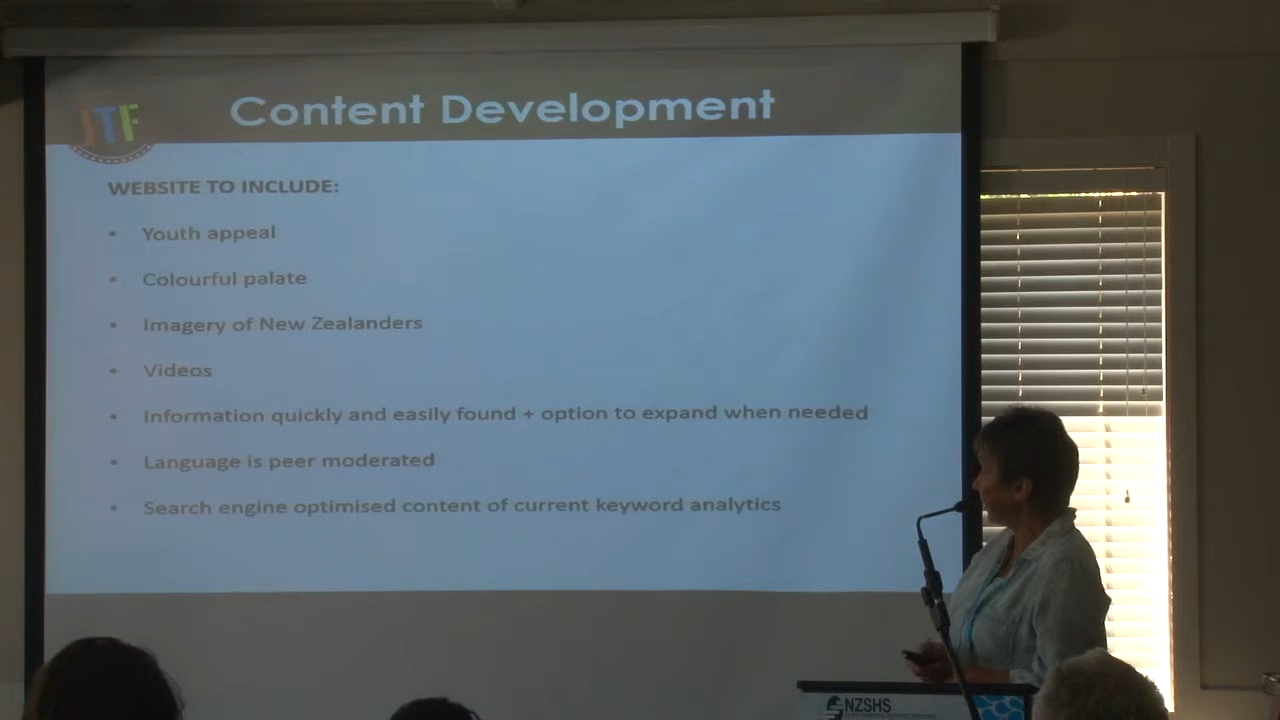 JTF
Content Development
WEBSITE TO INCLUDE:
• Youth appeal
• Colourful palate
• Imagery of New Zealanders
• Videos
• Information quickly and easily found + option to expand when needed
• Language is peer moderated
• Search engine optimised content of current keyword analytics
NZSHS